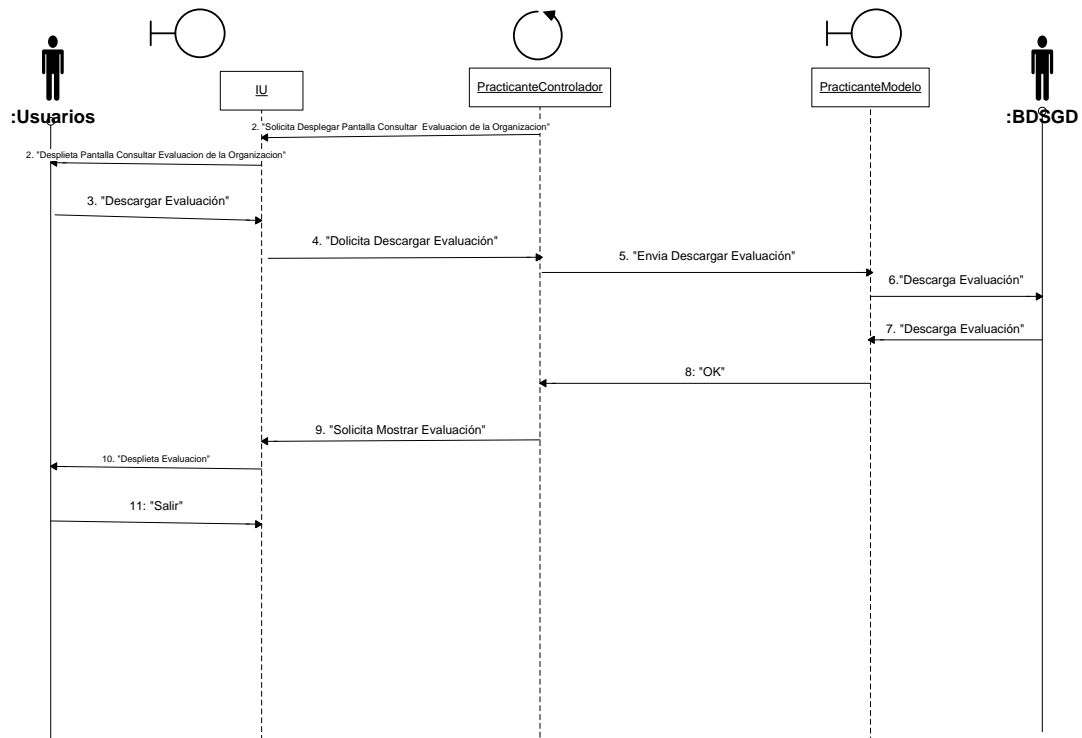 IU
PracticanteControlador
PracticanteModelo
:Usuarios
:BDSGD
2. "Solicita Desplegar Pantalla Consultar Evaluacion de la Organizacion"
2. "Desplieta Pantalla Consultar Evaluacion de la Organizacion"
3. "Descargar Evaluación"
4. "Dolicita Descargar Evaluación"
5. "Envia Descargar Evaluación"
6."Descarga Evaluación"
7. "Descarga Evaluación"
8: "OK"
9. "Solicita Mostrar Evaluación"
10. "Desplieta Evaluacion"
11: "Salir"